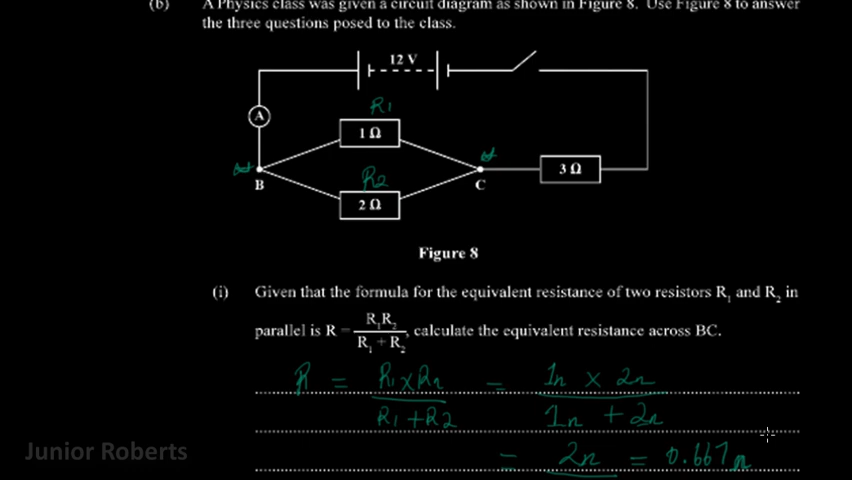 (b) A Physics class was given a circuit diagram as shown in Figure 8. Use Figure 8 to answer
the three questions posed to the class.
12 V
R1
A
1 Ω
B
R2
C
3 Ω
2 Ω
Figure 8
(i) Given that the formula for the equivalent resistance of two resistors R₁ and R₂ in
parallel is R = R₁R₂ / R₁ + R₂, calculate the equivalent resistance across BC.
R = R1 x R2 / R1 + R2 = 1Ω x 2Ω / 1Ω + 2Ω
= 2Ω = 0.667Ω
Junior Roberts